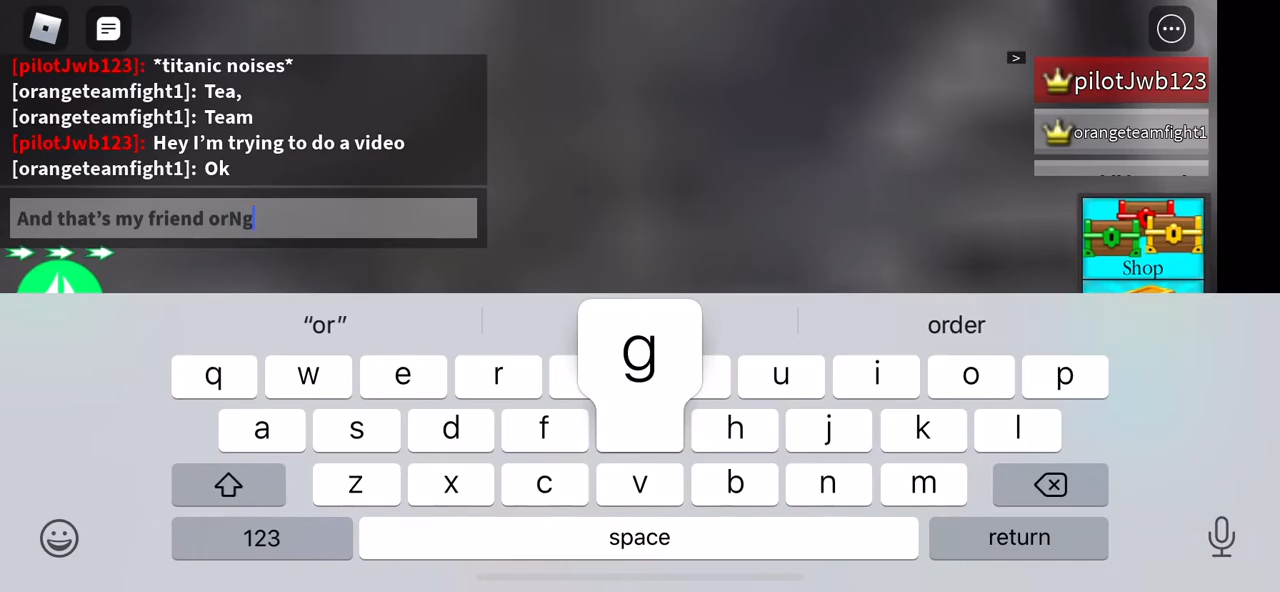 [pilotJwb123]: *titanic noises*
[orangeteamfight1]: Tea,
[orangeteamfight1]: Team
[pilotJwb123]: Hey I’m trying to do a video
[orangeteamfight1]: Ok
And that’s my friend orNg
>
pilotJwb123
orangeteamfight1
Shop
“or” order
g
q w e r u i o p
a s d f h j k l
z x c v b n m
123 space return